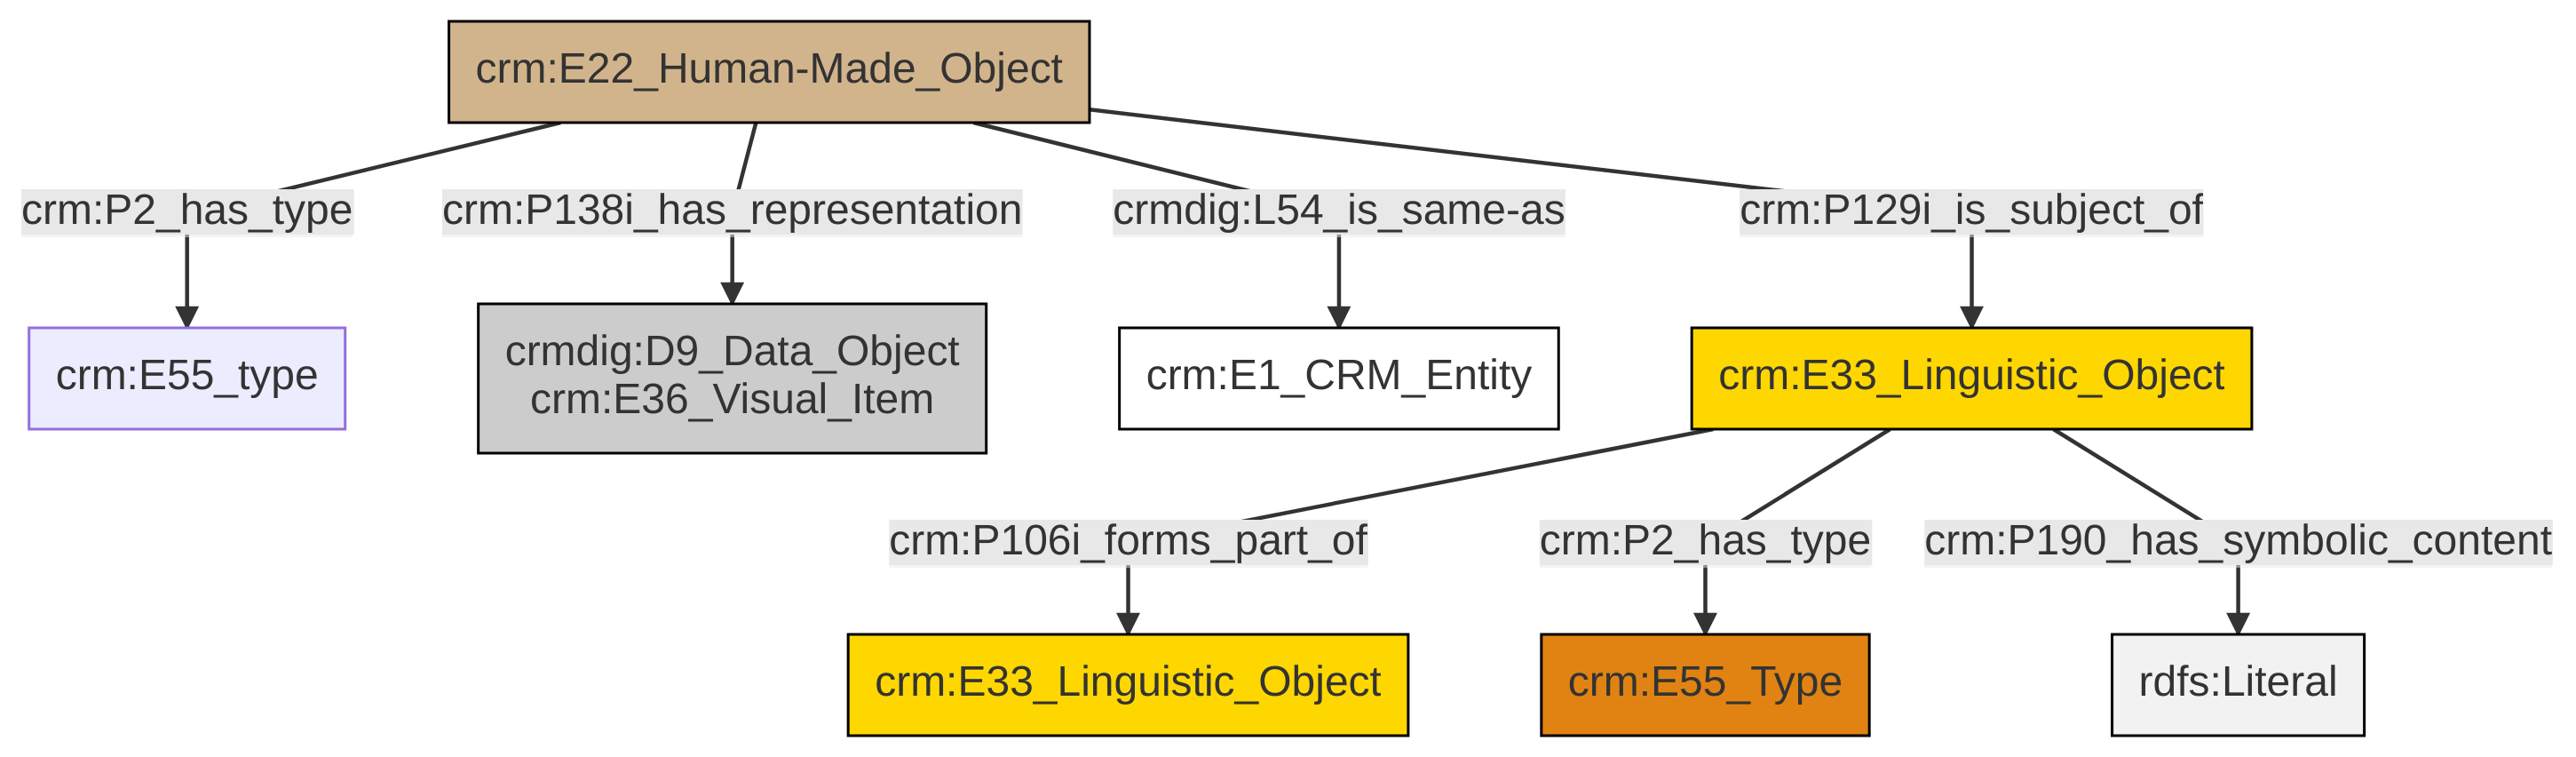 crm:E22_Human-Made_Object
crm:P2_has_type
crm:P138i_has_representation
crmdig:L54_is_same-as
crm:P129i_is_subject_of
crm:E55_type
crmdig:D9_Data_Object
crm:E36_Visual_Item
crm:E1_CRM_Entity
crm:E33_Linguistic_Object
crm:P106i_forms_part_of
crm:P2_has_type
crm:P190_has_symbolic_content
crm:E33_Linguistic_Object
crm:E55_Type
rdfs:Literal